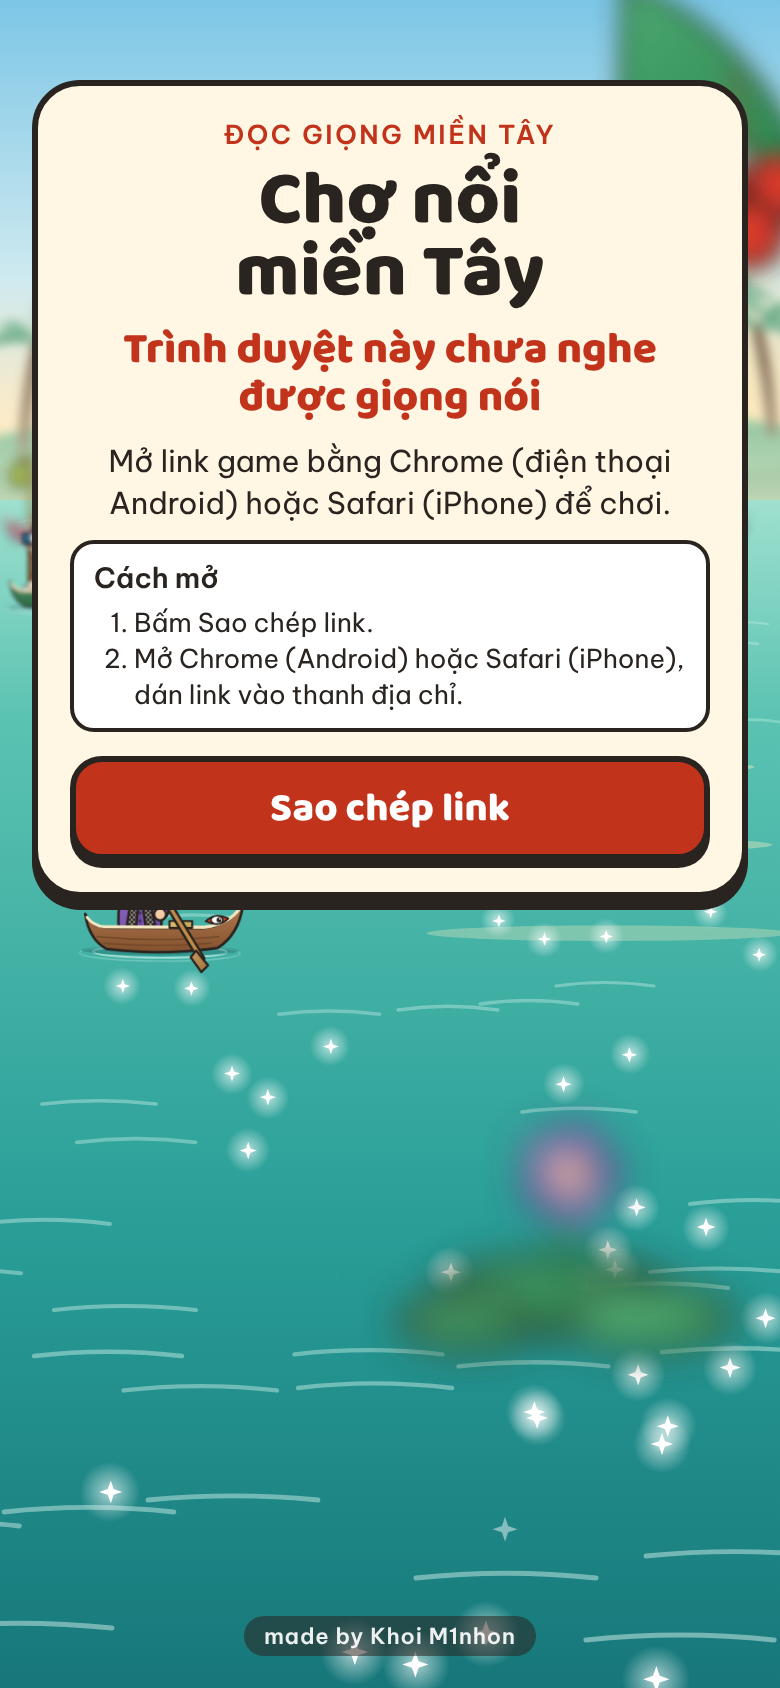 ĐỌC GIỌNG MIỀN TÂY
Chợ nổi
miền Tây
Trình duyệt này chưa nghe
được giọng nói
Mở link game bằng Chrome (điện thoại
Android) hoặc Safari (iPhone) để chơi.
Cách mở
1. Bấm Sao chép link.
2. Mở Chrome (Android) hoặc Safari (iPhone),
dán link vào thanh địa chỉ.
Sao chép link
made by Khoi M1nhon